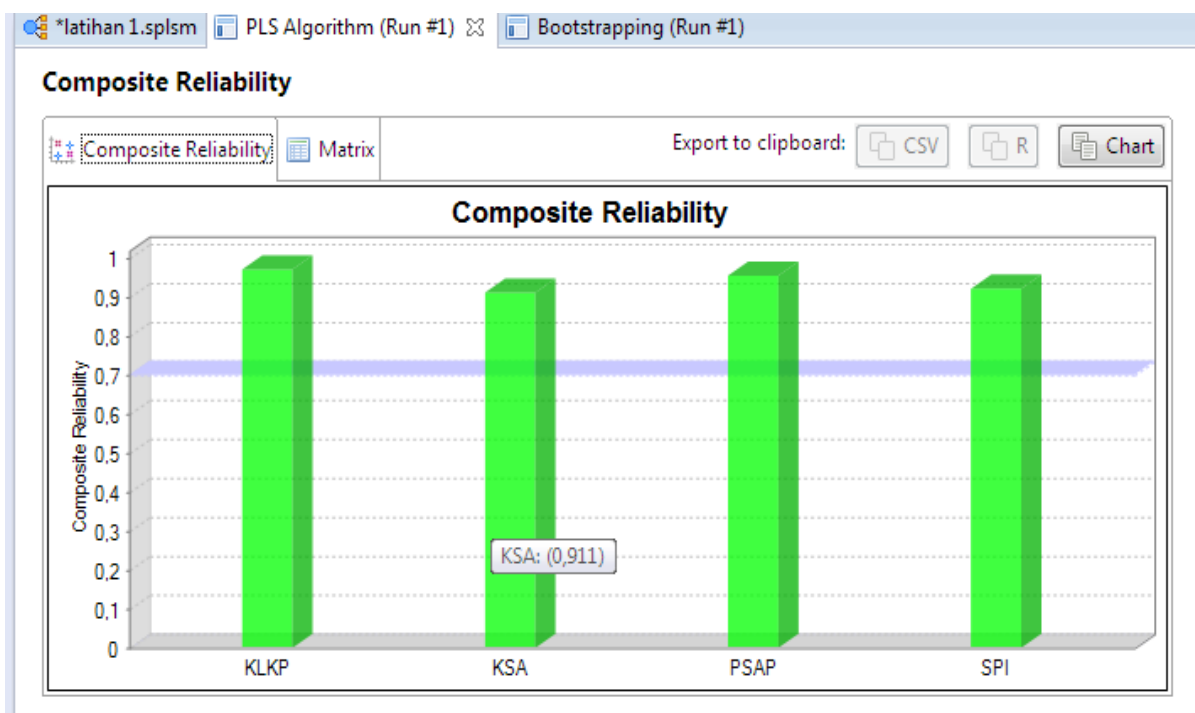 *latihan 1.splsm PLS Algorithm (Run #1) Bootstrapping (Run #1)
Composite Reliability
Composite Reliability Matrix Export to clipboard: CSV R Chart
Composite Reliability
Composite Reliability
1
0,9
0,8
0,7
0,6
0,5
0,4
0,3
0,2
0,1
0
KSA: (0,911)
KLKP KSA PSAP SPI